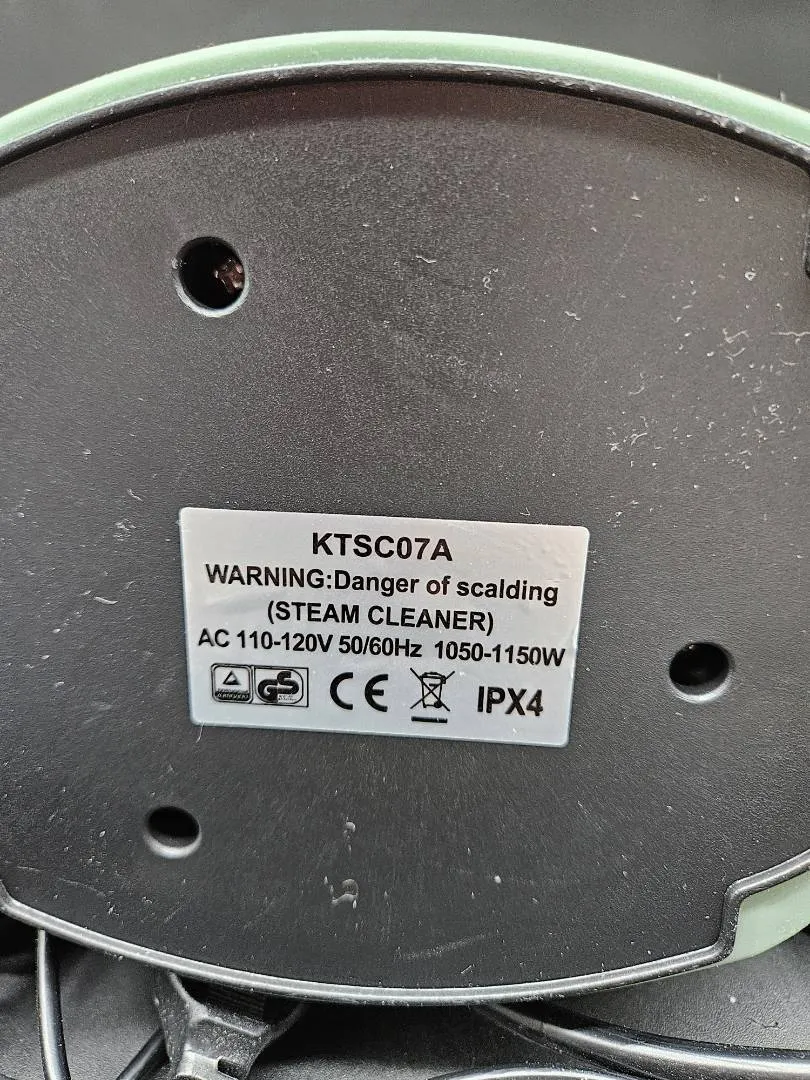 KTSC07A
WARNING:Danger of scalding
(STEAM CLEANER)
AC 110-120V 50/60Hz 1050-1150W
GS CE IPX4